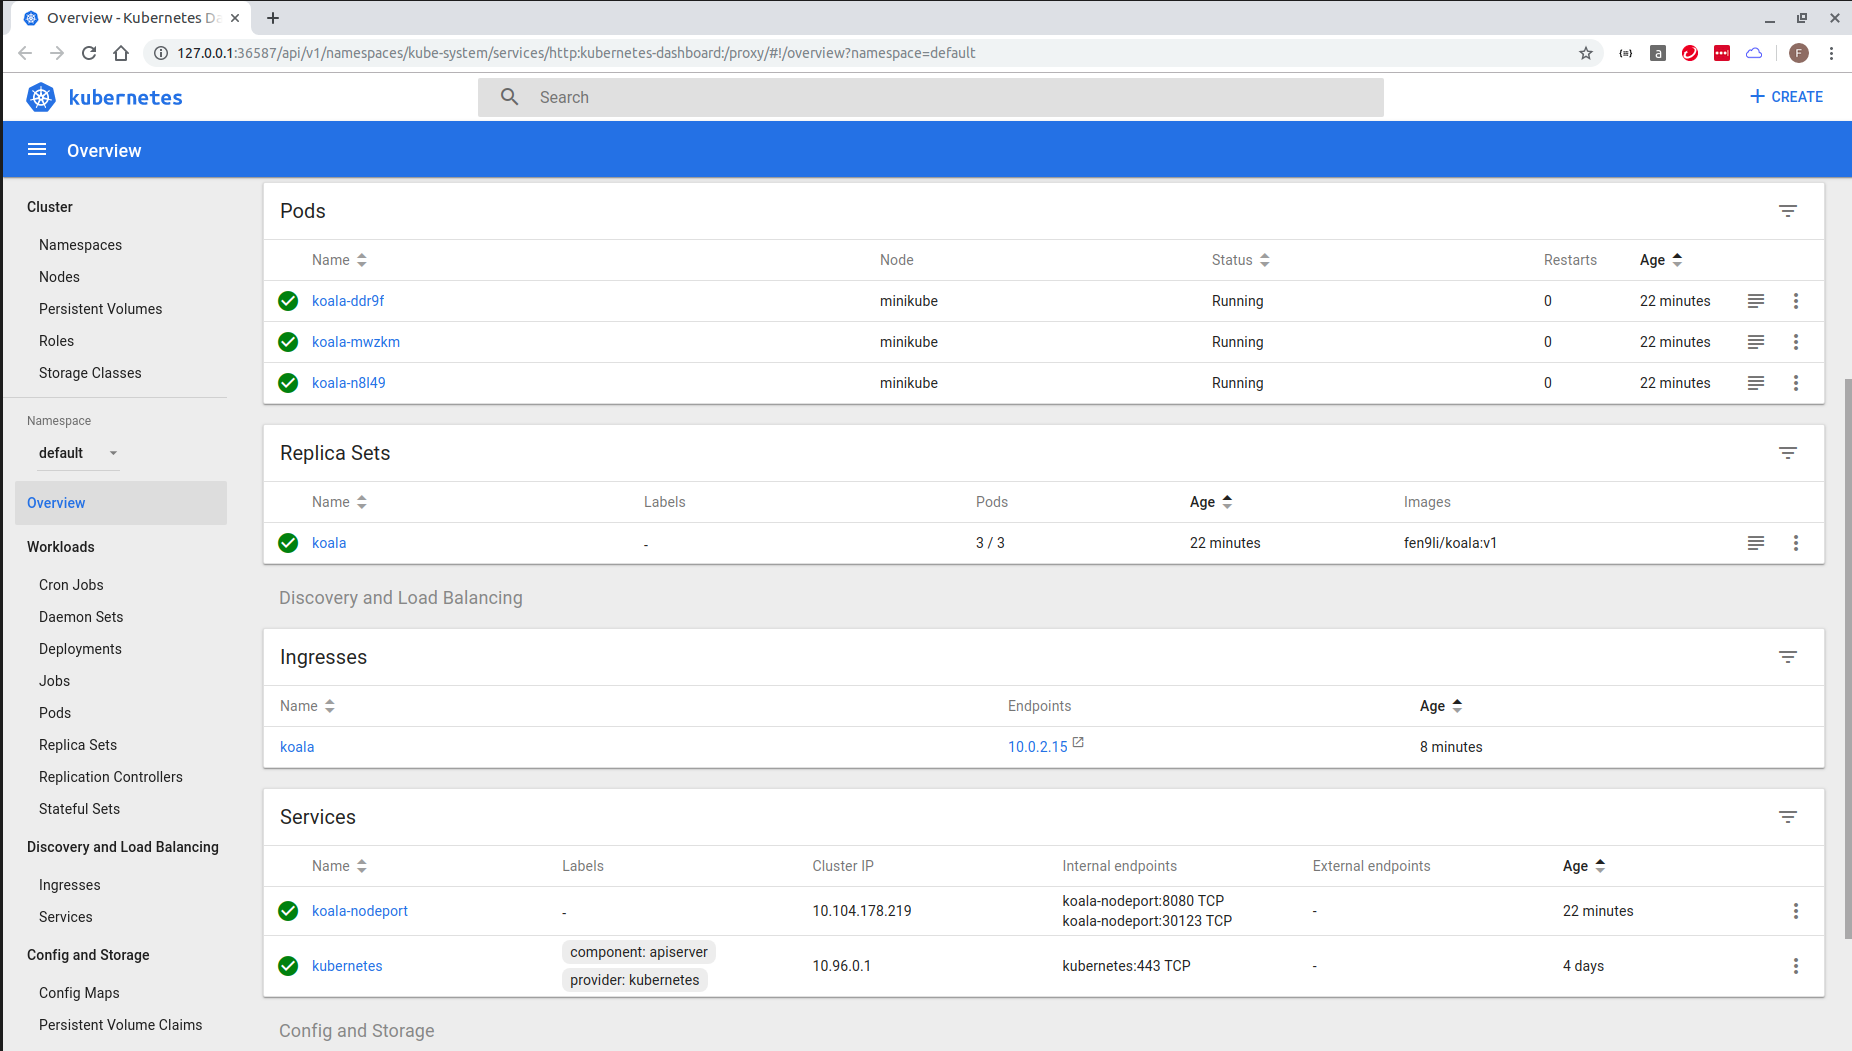 Overview - Kubernetes Da
127.0.0.1:36587/api/v1/namespaces/kube-system/services/http:kubernetes-dashboard:/proxy/#!/overview?namespace=default
a
F
kubernetes
Search
+ CREATE
Overview
Cluster
Namespaces
Nodes
Persistent Volumes
Roles
Storage Classes
Namespace
default
Overview
Workloads
Cron Jobs
Daemon Sets
Deployments
Jobs
Pods
Replica Sets
Replication Controllers
Stateful Sets
Discovery and Load Balancing
Ingresses
Services
Config and Storage
Config Maps
Persistent Volume Claims
Pods
Name Node Status Restarts Age
koala-ddr9f minikube Running 0 22 minutes
koala-mwzkm minikube Running 0 22 minutes
koala-n8l49 minikube Running 0 22 minutes
Replica Sets
Name Labels Pods Age Images
koala - 3 / 3 22 minutes fen9li/koala:v1
Discovery and Load Balancing
Ingresses
Name Endpoints Age
koala 10.0.2.15 8 minutes
Services
Name Labels Cluster IP Internal endpoints External endpoints Age
koala-nodeport - 10.104.178.219 koala-nodeport:8080 TCP - 22 minutes
koala-nodeport:30123 TCP
kubernetes component: apiserver 10.96.0.1 kubernetes:443 TCP - 4 days
provider: kubernetes
Config and Storage